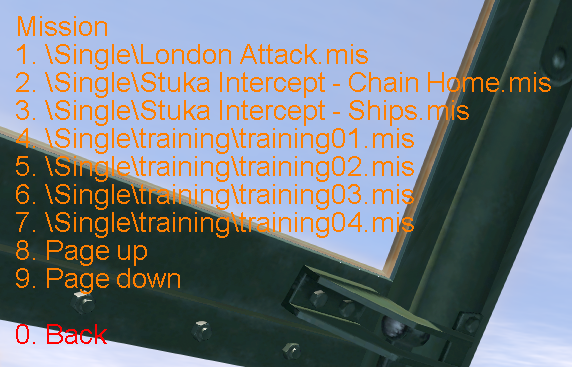 Mission
1. \Single\London Attack.mis
2. \Single\Stuka Intercept - Chain Home.mis
3. \Single\Stuka Intercept - Ships.mis
4. \Single\training\training01.mis
5. \Single\training\training02.mis
6. \Single\training\training03.mis
7. \Single\training\training04.mis
8. Page up
9. Page down
0. Back